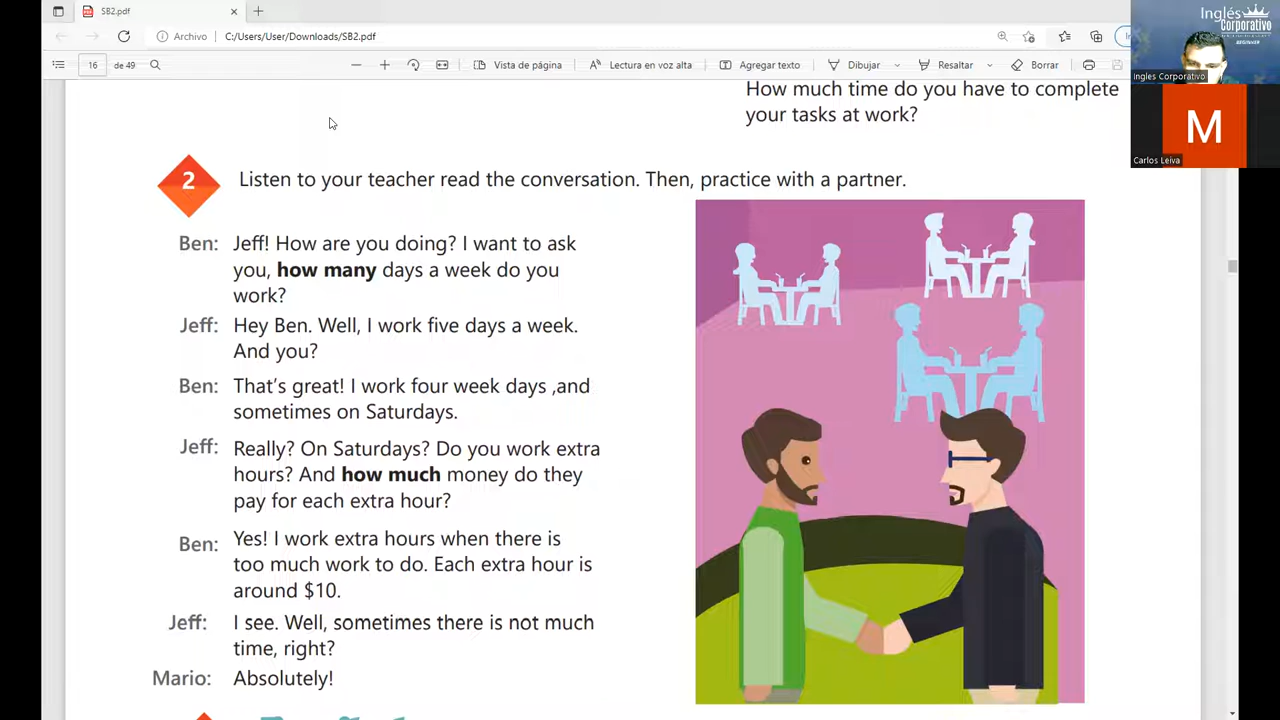 SB2.pdf
Archivo
C:/Users/User/Downloads/SB2.pdf
16
de 49
Vista de página
Lectura en voz alta
Agregar texto
Dibujar
Resaltar
Borrar
Inglés
Corporativo
BEGINNER
Ingles Corporativo
M
Carlos Leiva
How much time do you have to complete
your tasks at work?
2
Listen to your teacher read the conversation. Then, practice with a partner.
Ben: Jeff! How are you doing? I want to ask
you, how many days a week do you
work?
Jeff: Hey Ben. Well, I work five days a week.
And you?
Ben: That's great! I work four week days ,and
sometimes on Saturdays.
Jeff: Really? On Saturdays? Do you work extra
hours? And how much money do they
pay for each extra hour?
Ben: Yes! I work extra hours when there is
too much work to do. Each extra hour is
around $10.
Jeff: I see. Well, sometimes there is not much
time, right?
Mario: Absolutely!